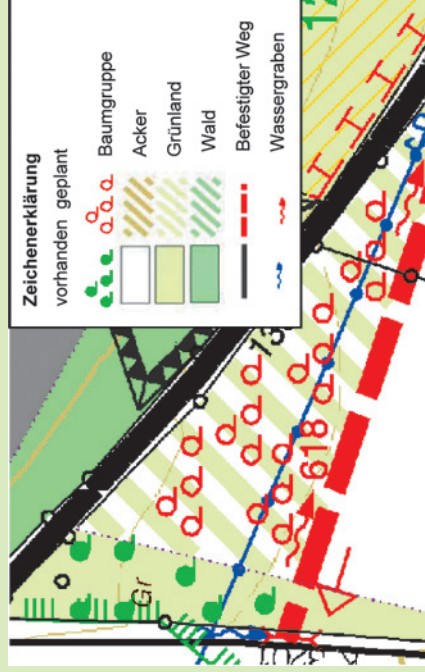 Zeichenerklärung
vorhanden geplant
Baumgruppe
Acker
Grünland
Wald
Befestigter Weg
Wassergraben
618
Gr